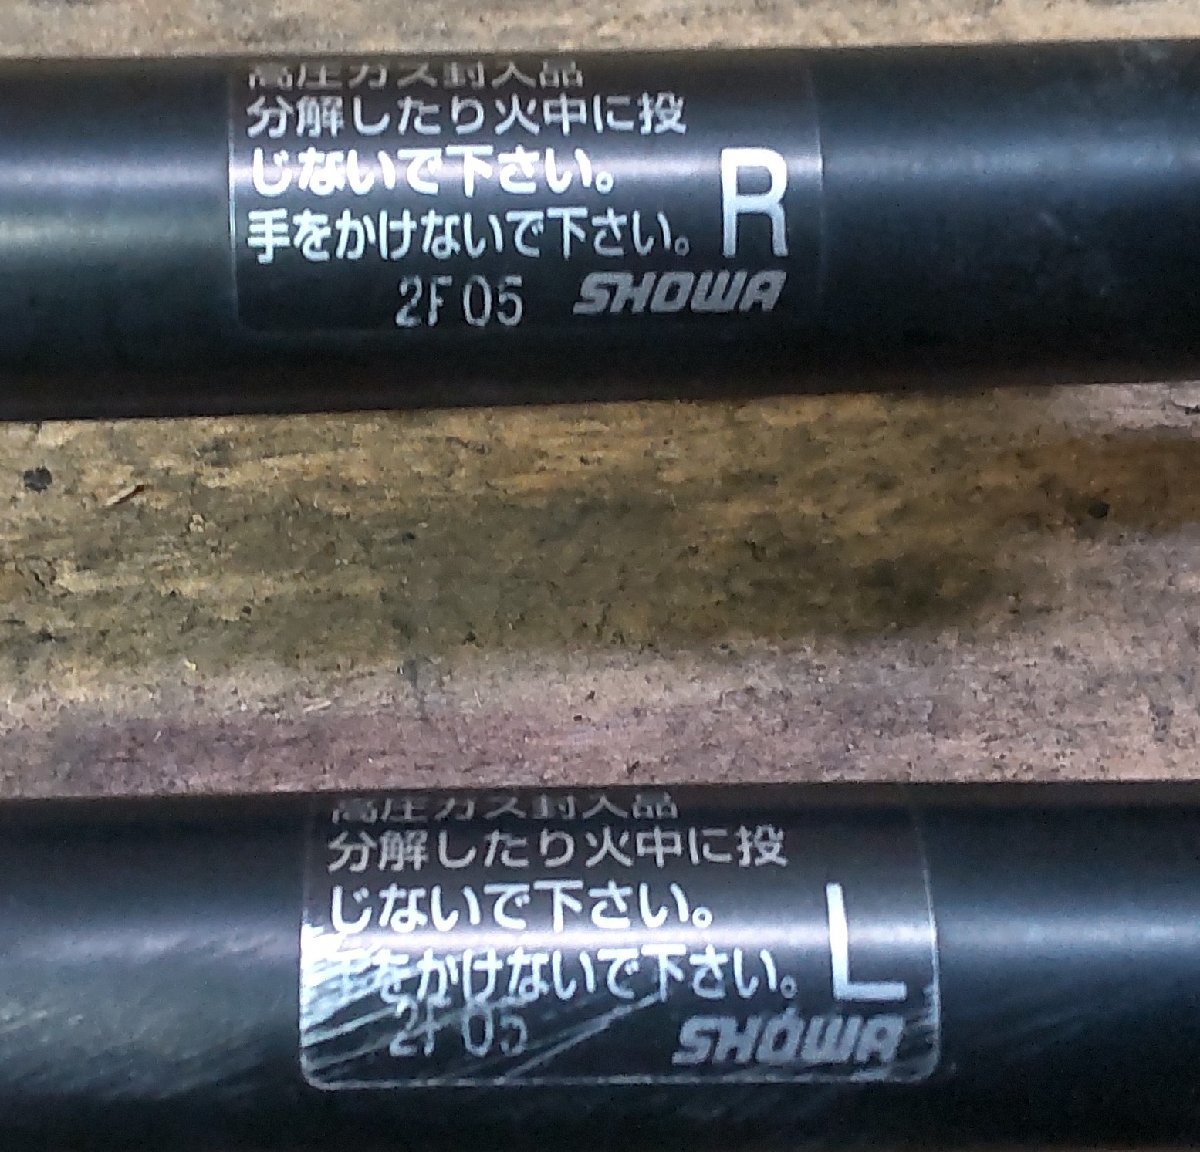 高圧ガス封入品
分解したり火中に投
じないで下さい。
手をかけないで下さい。
R
2F05 SHOWA
高圧ガス封入品
分解したり火中に投
じないで下さい。
手をかけないで下さい。
L
2F05 SHOWA